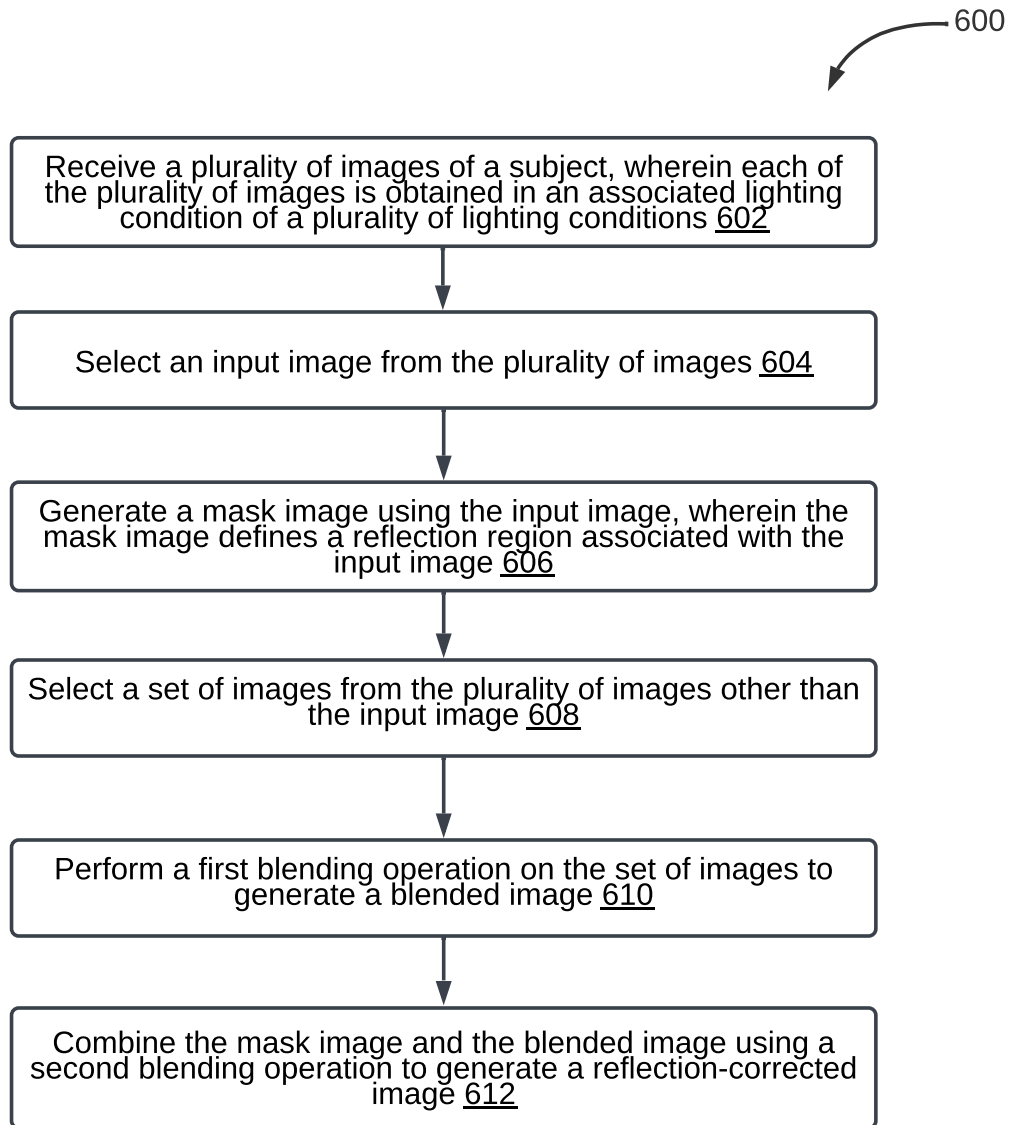 600
Receive a plurality of images of a subject, wherein each of
the plurality of images is obtained in an associated lighting
condition of a plurality of lighting conditions 602
Select an input image from the plurality of images 604
Generate a mask image using the input image, wherein the
mask image defines a reflection region associated with the
input image 606
Select a set of images from the plurality of images other than
the input image 608
Perform a first blending operation on the set of images to
generate a blended image 610
Combine the mask image and the blended image using a
second blending operation to generate a reflection-corrected
image 612